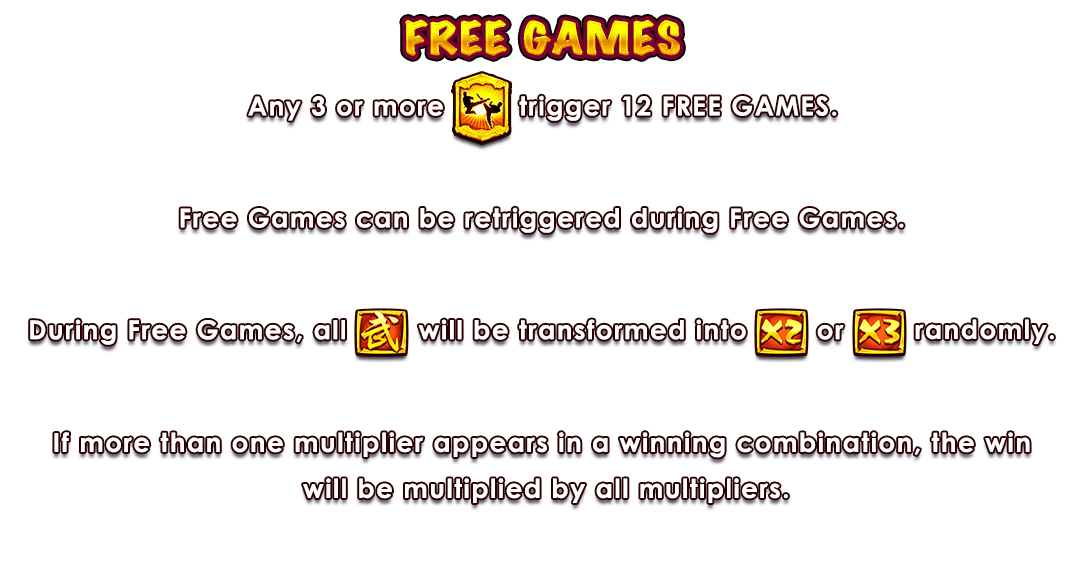 FREE GAMES
Any 3 or more trigger 12 FREE GAMES.
Free Games can be retriggered during Free Games.
During Free Games, all 武 will be transformed into X2 or X3 randomly.
If more than one multiplier appears in a winning combination, the win
will be multiplied by all multipliers.